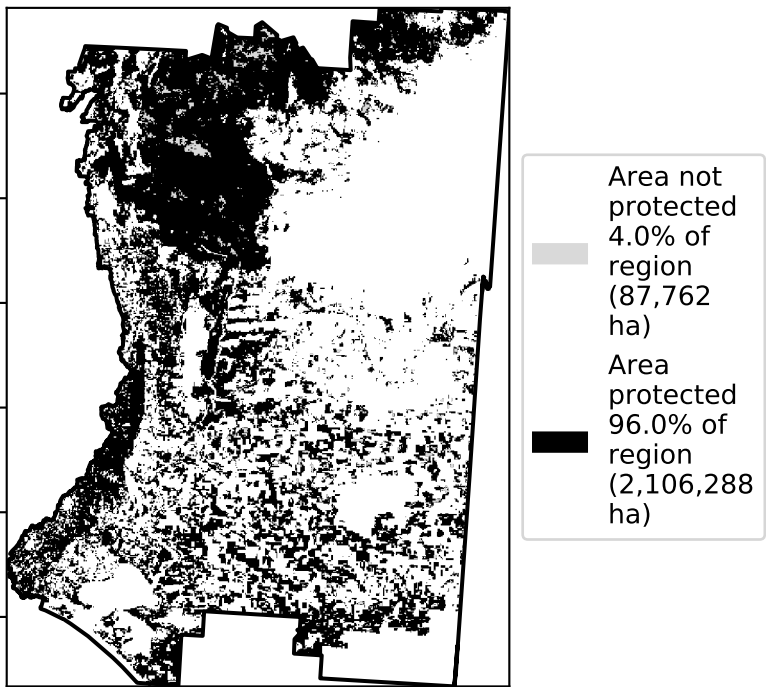 Area not
protected
4.0% of
region
(87,762
ha)
Area
protected
96.0% of
region
(2,106,288
ha)